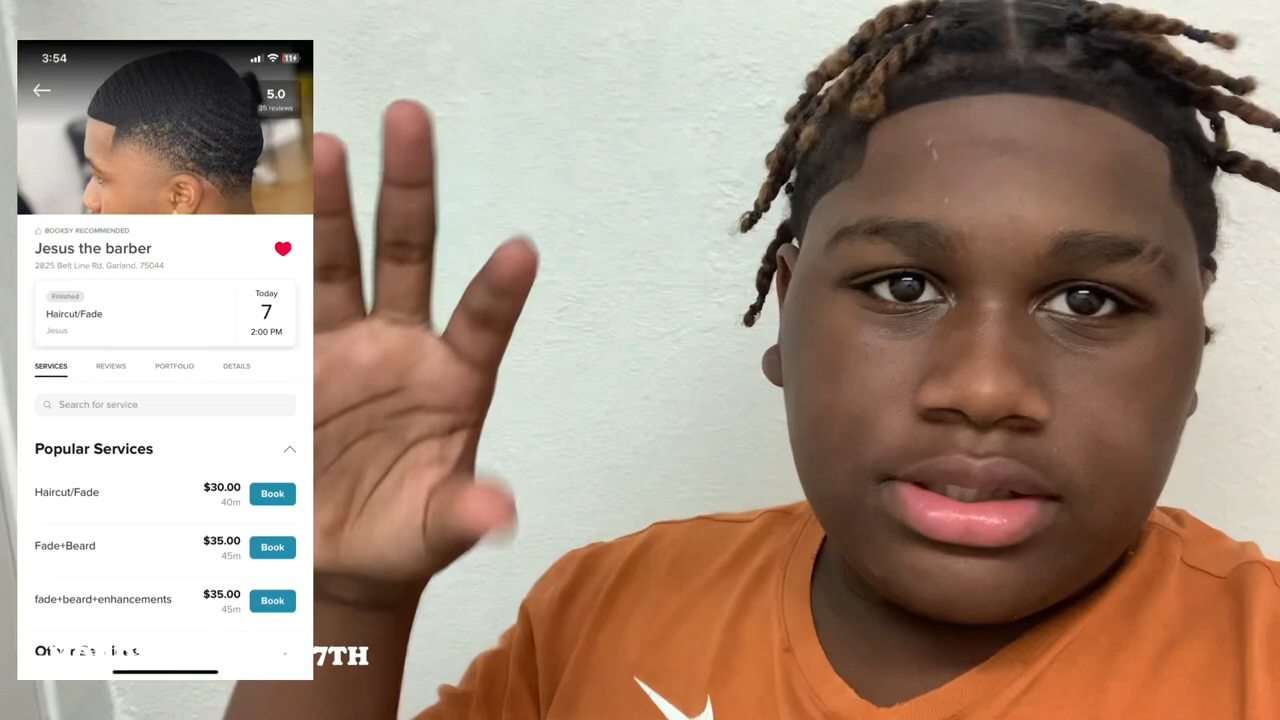 3:54
11
5.0
35 reviews
BOOKSY RECOMMENDED
Jesus the barber
2825 Belt Line Rd, Garland, 75044
Finished
Haircut/Fade
Jesus
Today
7
2:00 PM
SERVICES REVIEWS PORTFOLIO DETAILS
Search for service
Popular Services
Haircut/Fade $30.00 Book
40m
Fade+Beard $35.00 Book
45m
fade+beard+enhancements $35.00 Book
45m
7TH